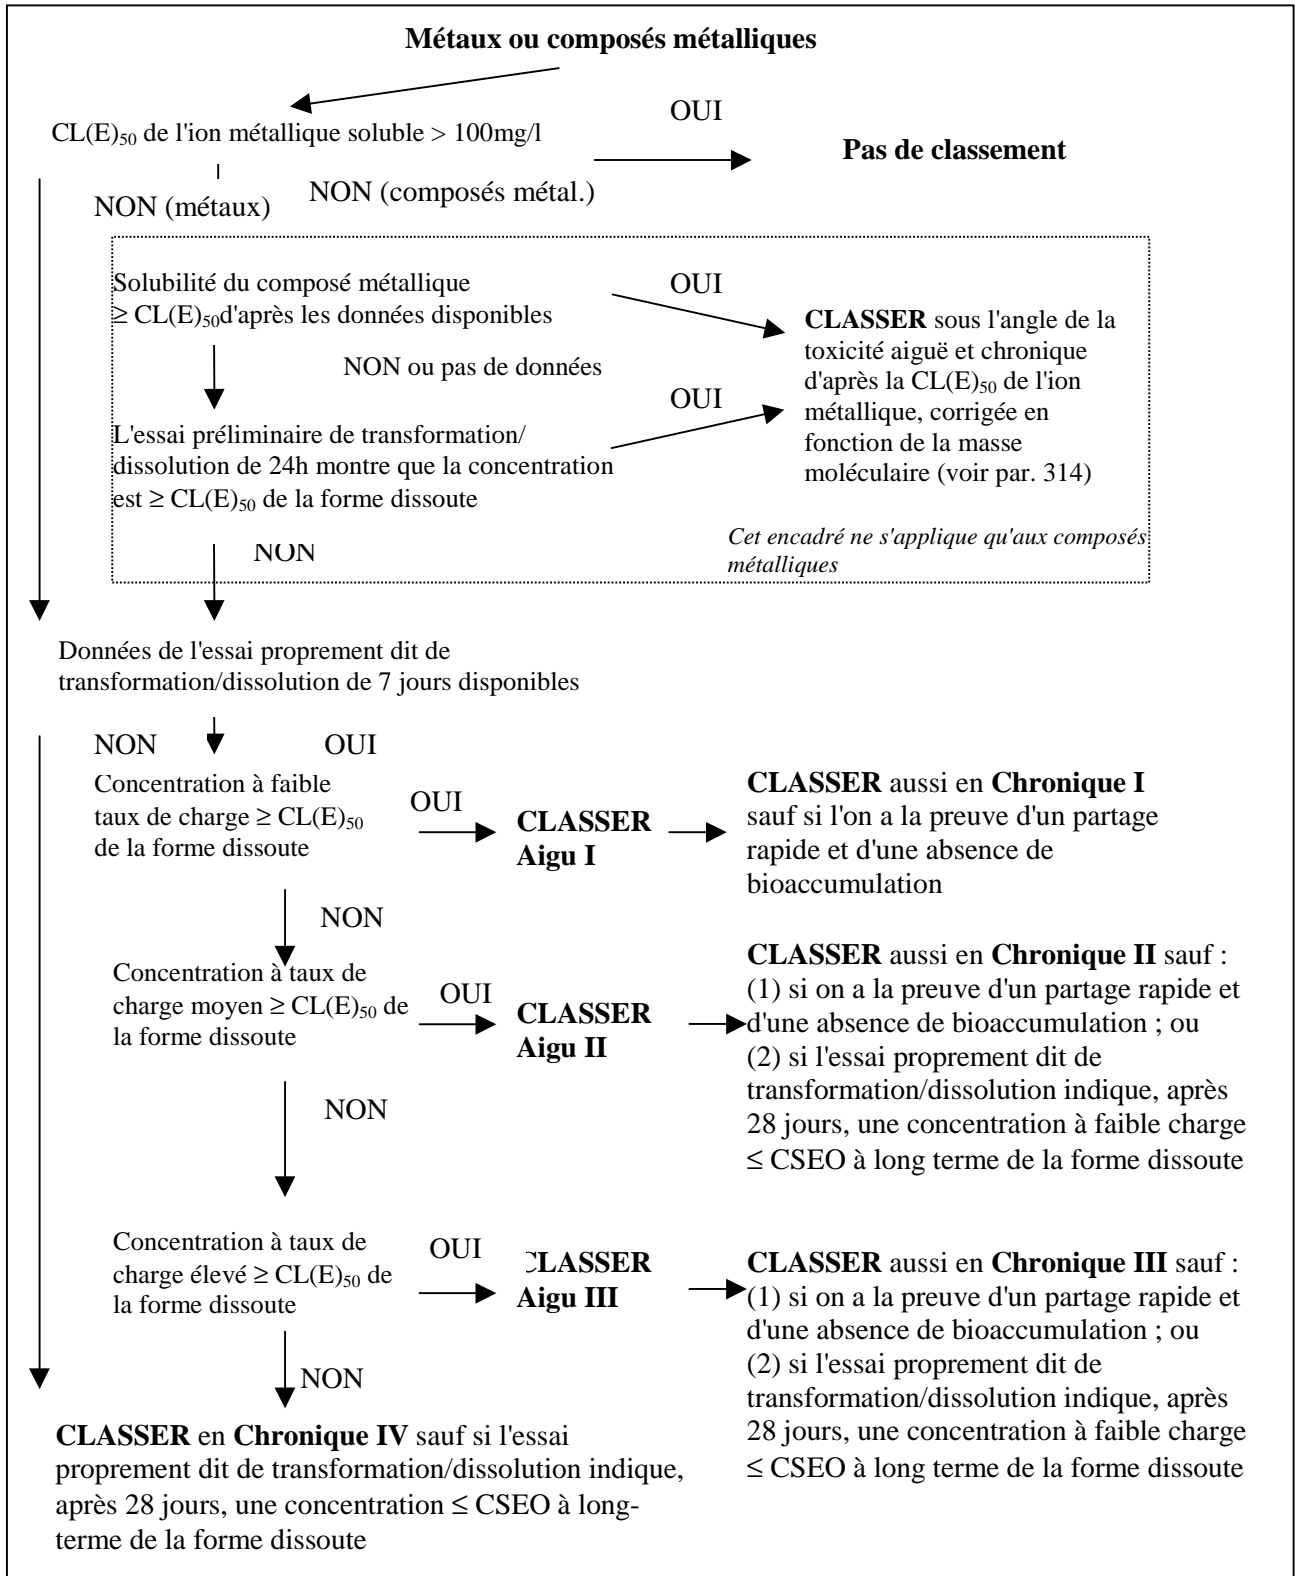 Métaux ou composés métalliques
OUI
CL(E)50 de l'ion métallique soluble > 100mg/l
Pas de classement
NON (métaux)
NON (composés métal.)
Solubilité du composé métallique
≥ CL(E)50d'après les données disponibles
OUI
NON ou pas de données
CLASSER sous l'angle de la
toxicité aiguë et chronique
d'après la CL(E)50 de l'ion
métallique, corrigée en
fonction de la masse
moléculaire (voir par. 314)
OUI
L'essai préliminaire de transformation/
dissolution de 24h montre que la concentration
est ≥ CL(E)50 de la forme dissoute
NON
Cet encadré ne s'applique qu'aux composés
métalliques
Données de l'essai proprement dit de
transformation/dissolution de 7 jours disponibles
NON
OUI
Concentration à faible
taux de charge ≥ CL(E)50
de la forme dissoute
OUI
CLASSER
Aigu I
CLASSER aussi en Chronique I
sauf si l'on a la preuve d'un partage
rapide et d'une absence de
bioaccumulation
NON
Concentration à taux de
charge moyen ≥ CL(E)50 de
la forme dissoute
OUI
CLASSER
Aigu II
CLASSER aussi en Chronique II sauf :
(1) si on a la preuve d'un partage rapide et
d'une absence de bioaccumulation ; ou
(2) si l'essai proprement dit de
transformation/dissolution indique, après
28 jours, une concentration à faible charge
≤ CSEO à long terme de la forme dissoute
NON
Concentration à taux de
charge élevé ≥ CL(E)50 de
la forme dissoute
OUI
CLASSER
Aigu III
CLASSER aussi en Chronique III sauf :
(1) si on a la preuve d'un partage rapide et
d'une absence de bioaccumulation ; ou
(2) si l'essai proprement dit de
transformation/dissolution indique, après
28 jours, une concentration à faible charge
≤ CSEO à long terme de la forme dissoute
NON
CLASSER en Chronique IV sauf si l'essai
proprement dit de transformation/dissolution indique,
après 28 jours, une concentration ≤ CSEO à long-
terme de la forme dissoute